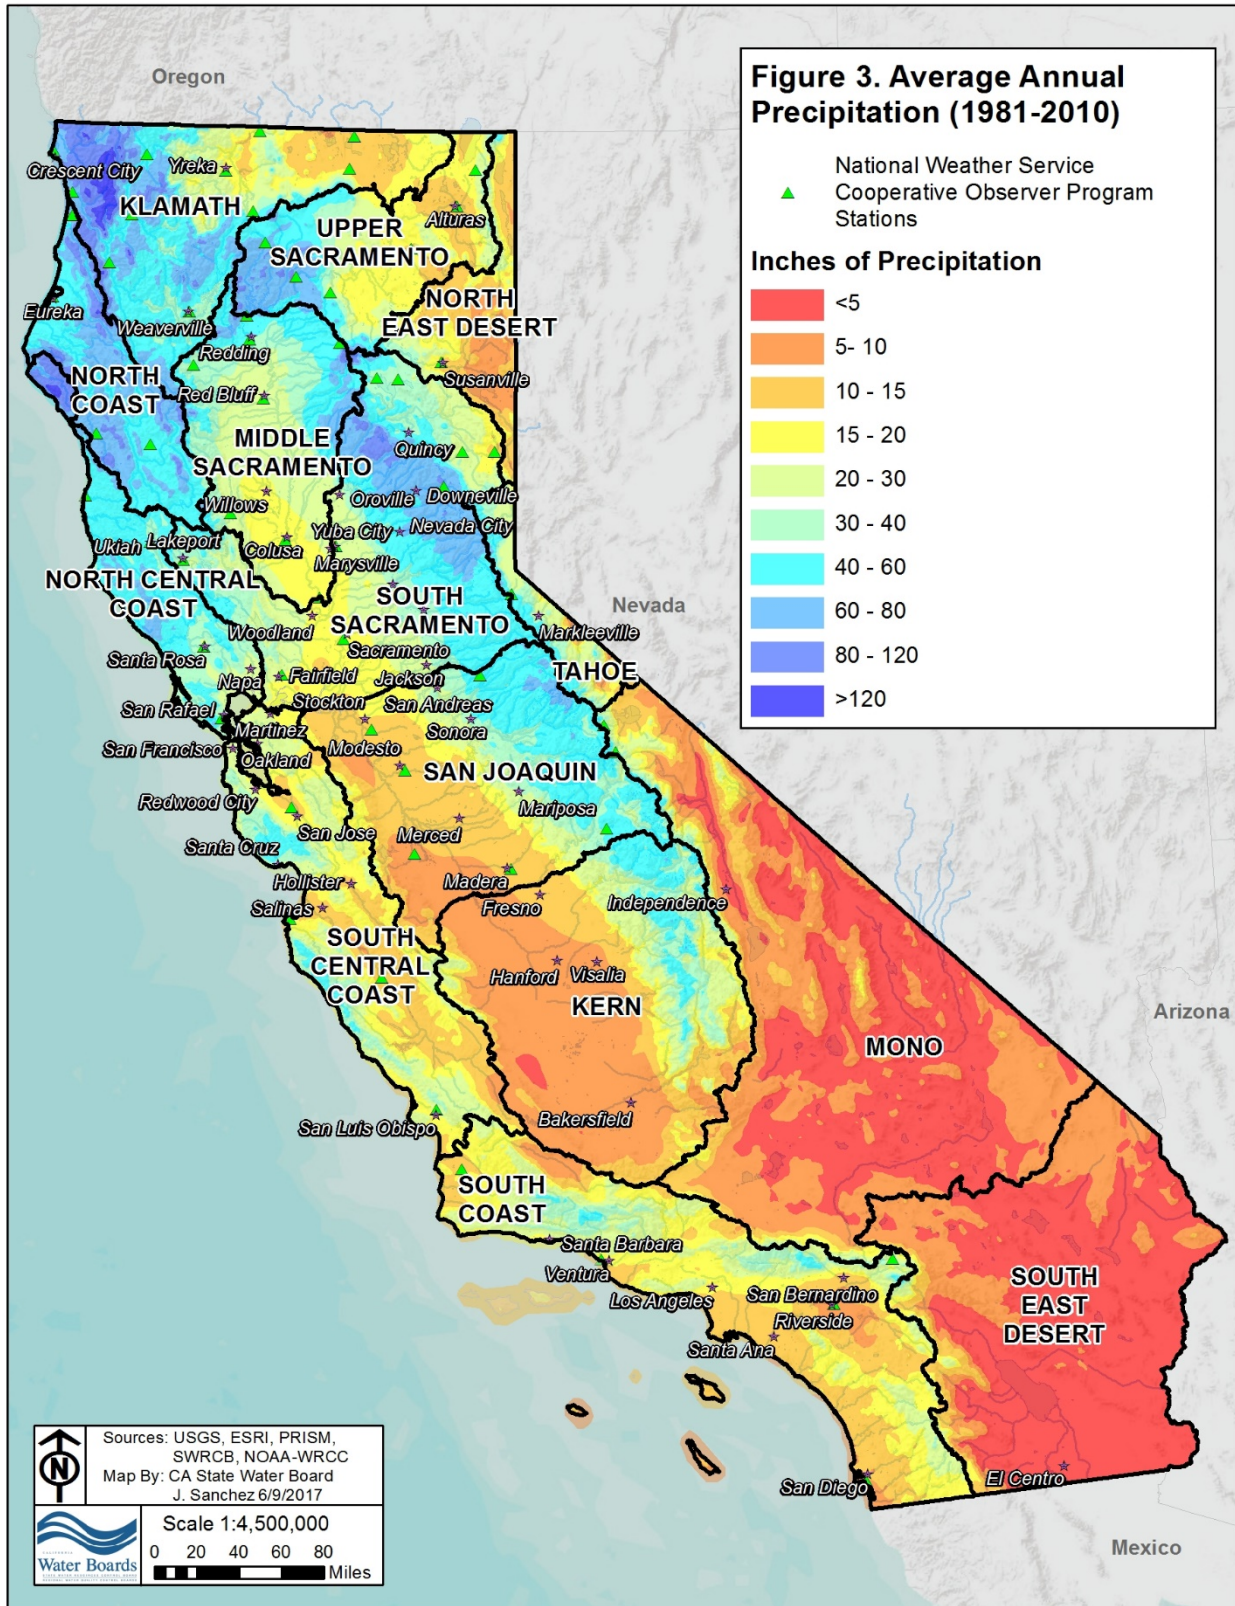 Figure 3. Average Annual
Precipitation (1981-2010)
National Weather Service
Cooperative Observer Program
Stations
Inches of Precipitation
<5
5- 10
10 - 15
15 - 20
20 - 30
30 - 40
40 - 60
60 - 80
80 - 120
>120
Oregon
Crescent City
Yreka
KLAMATH
Alturas
UPPER
SACRAMENTO
NORTH
EAST DESERT
Eureka
Weaverville
Redding
Susanville
NORTH
COAST
Red Bluff
MIDDLE
SACRAMENTO
Quincy
Willows
Oroville
Downeville
Yuba City
Nevada City
Ukiah
Lakeport
Colusa
Marysville
NORTH CENTRAL
COAST
SOUTH
SACRAMENTO
Nevada
Woodland
Markleeville
Santa Rosa
Sacramento
Napa
Fairfield
Jackson
TAHOE
Stockton
San Andreas
San Rafael
Martinez
Sonora
San Francisco
Oakland
Modesto
SAN JOAQUIN
Redwood City
Mariposa
San Jose
Merced
Santa Cruz
Hollister
Madera
Salinas
Fresno
Independence
SOUTH
CENTRAL
COAST
Hanford
Visalia
KERN
Arizona
MONO
San Luis Obispo
Bakersfield
SOUTH
COAST
Santa Barbara
Ventura
Los Angeles
San Bernardino
Riverside
Santa Ana
SOUTH
EAST
DESERT
San Diego
El Centro
Mexico
N
Sources: USGS, ESRI, PRISM,
SWRCB, NOAA-WRCC
Map By: CA State Water Board
J. Sanchez 6/9/2017
CALIFORNIA
Water Boards
Scale 1:4,500,000
0 20 40 60 80
Miles